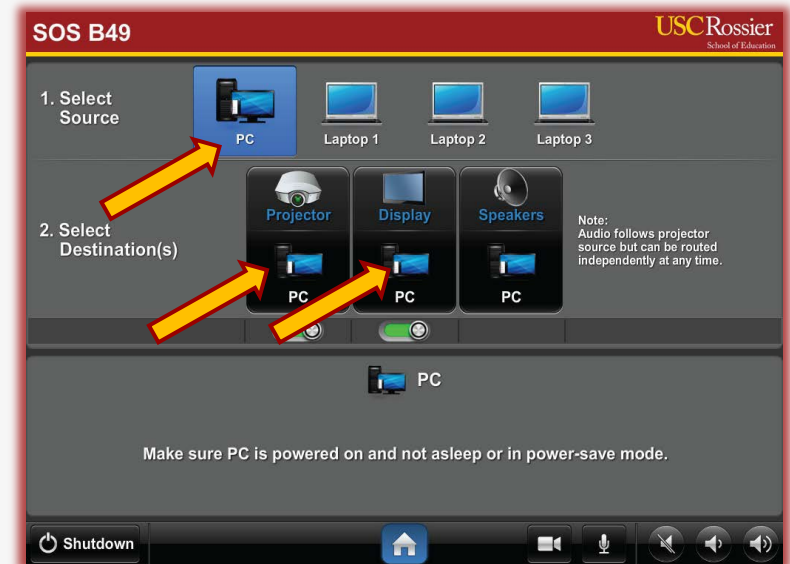 SOS B49
USC Rossier
School of Education
1. Select
Source
PC
Laptop 1
Laptop 2
Laptop 3
2. Select
Destination(s)
Projector
Display
Speakers
PC
PC
PC
Note:
Audio follows projector
source but can be routed
independently at any time.
PC
Make sure PC is powered on and not asleep or in power-save mode.
Shutdown